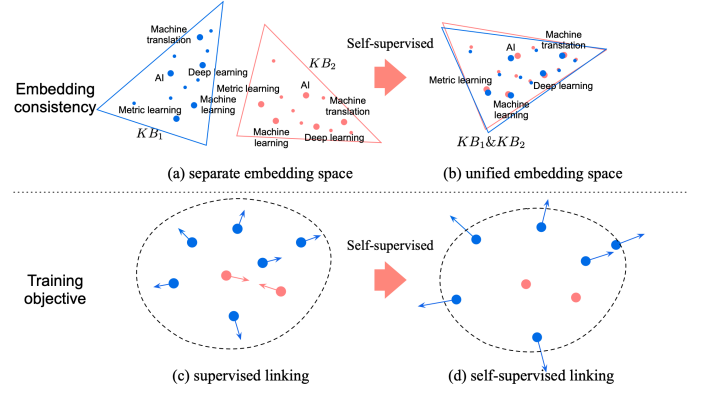 Embedding
consistency
Machine
translation
AI
Deep learning
Metric learning
Machine
learning
KB1
KB2
Metric learning
AI
Machine
translation
Machine
learning
Deep learning
Self-supervised
AI
Machine
translation
Metric learning
Deep learning
Machine
learning
KB1&KB2
(a) separate embedding space
(b) unified embedding space
Training
objective
Self-supervised
(c) supervised linking
(d) self-supervised linking